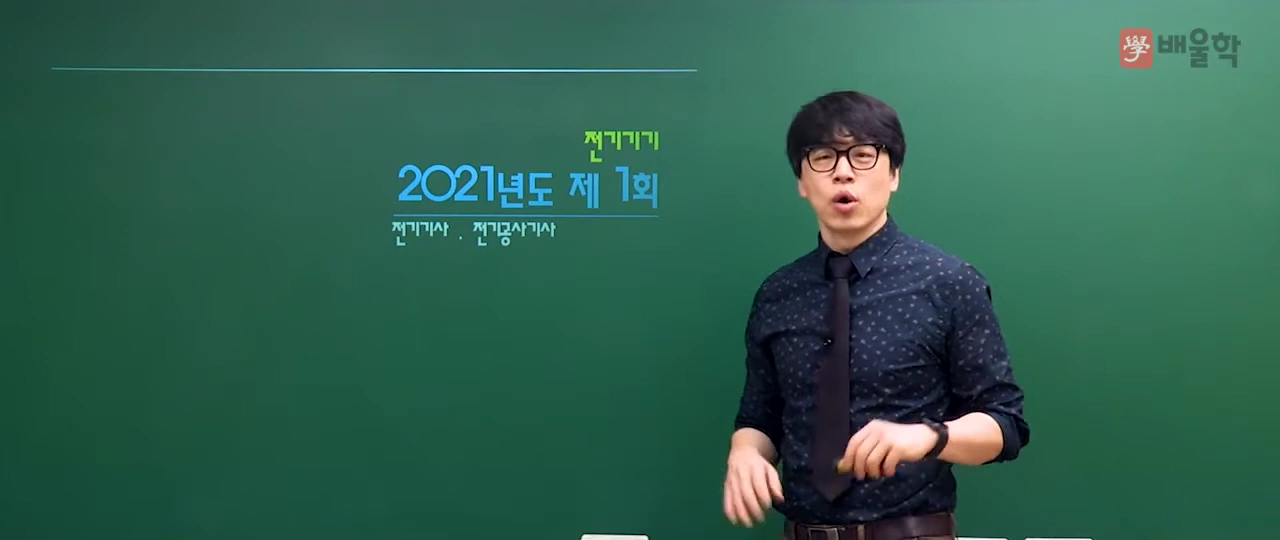 學 배울학
전기기기
2021년도 제 1회
전기기사 . 전기공사기사